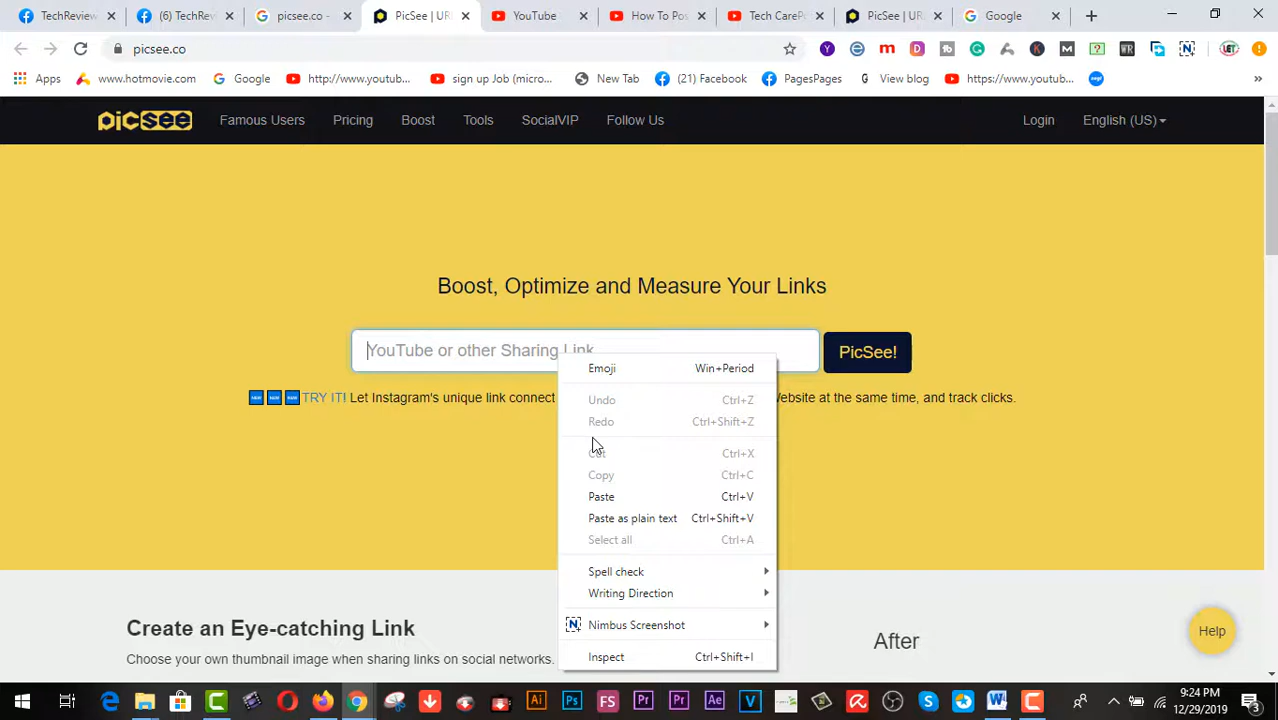 TechReview
(6) TechRev
picsee.co -
PicSee | UR
YouTube
How To Pos
Tech CareP
PicSee | UR
Google
picsee.co
Apps
www.hotmovie.com
Google
http://www.youtub...
sign up Job (micro...
New Tab
(21) Facebook
PagesPages
View blog
https://www.youtub...
»
picsee
Famous Users
Pricing
Boost
Tools
SocialVIP
Follow Us
Login
English (US)
Boost, Optimize and Measure Your Links
YouTube or other Sharing Link
PicSee!
TRY IT! Let Instagram's unique link connect
Website at the same time, and track clicks.
Emoji Win+Period
Undo Ctrl+Z
Redo Ctrl+Shift+Z
Cut Ctrl+X
Copy Ctrl+C
Paste Ctrl+V
Paste as plain text Ctrl+Shift+V
Select all Ctrl+A
Spell check
Writing Direction
Nimbus Screenshot
Inspect Ctrl+Shift+I
Create an Eye-catching Link
Choose your own thumbnail image when sharing links on social networks.
After
Help
9:24 PM
12/29/2019